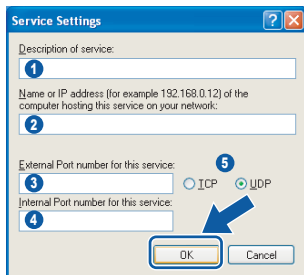 Service Settings
Description of service:
1
Name or IP address (for example 192.168.0.12) of the
computer hosting this service on your network:
2
External Port number for this service:
5
3
TCP
UDP
Internal Port number for this service:
4
OK
Cancel